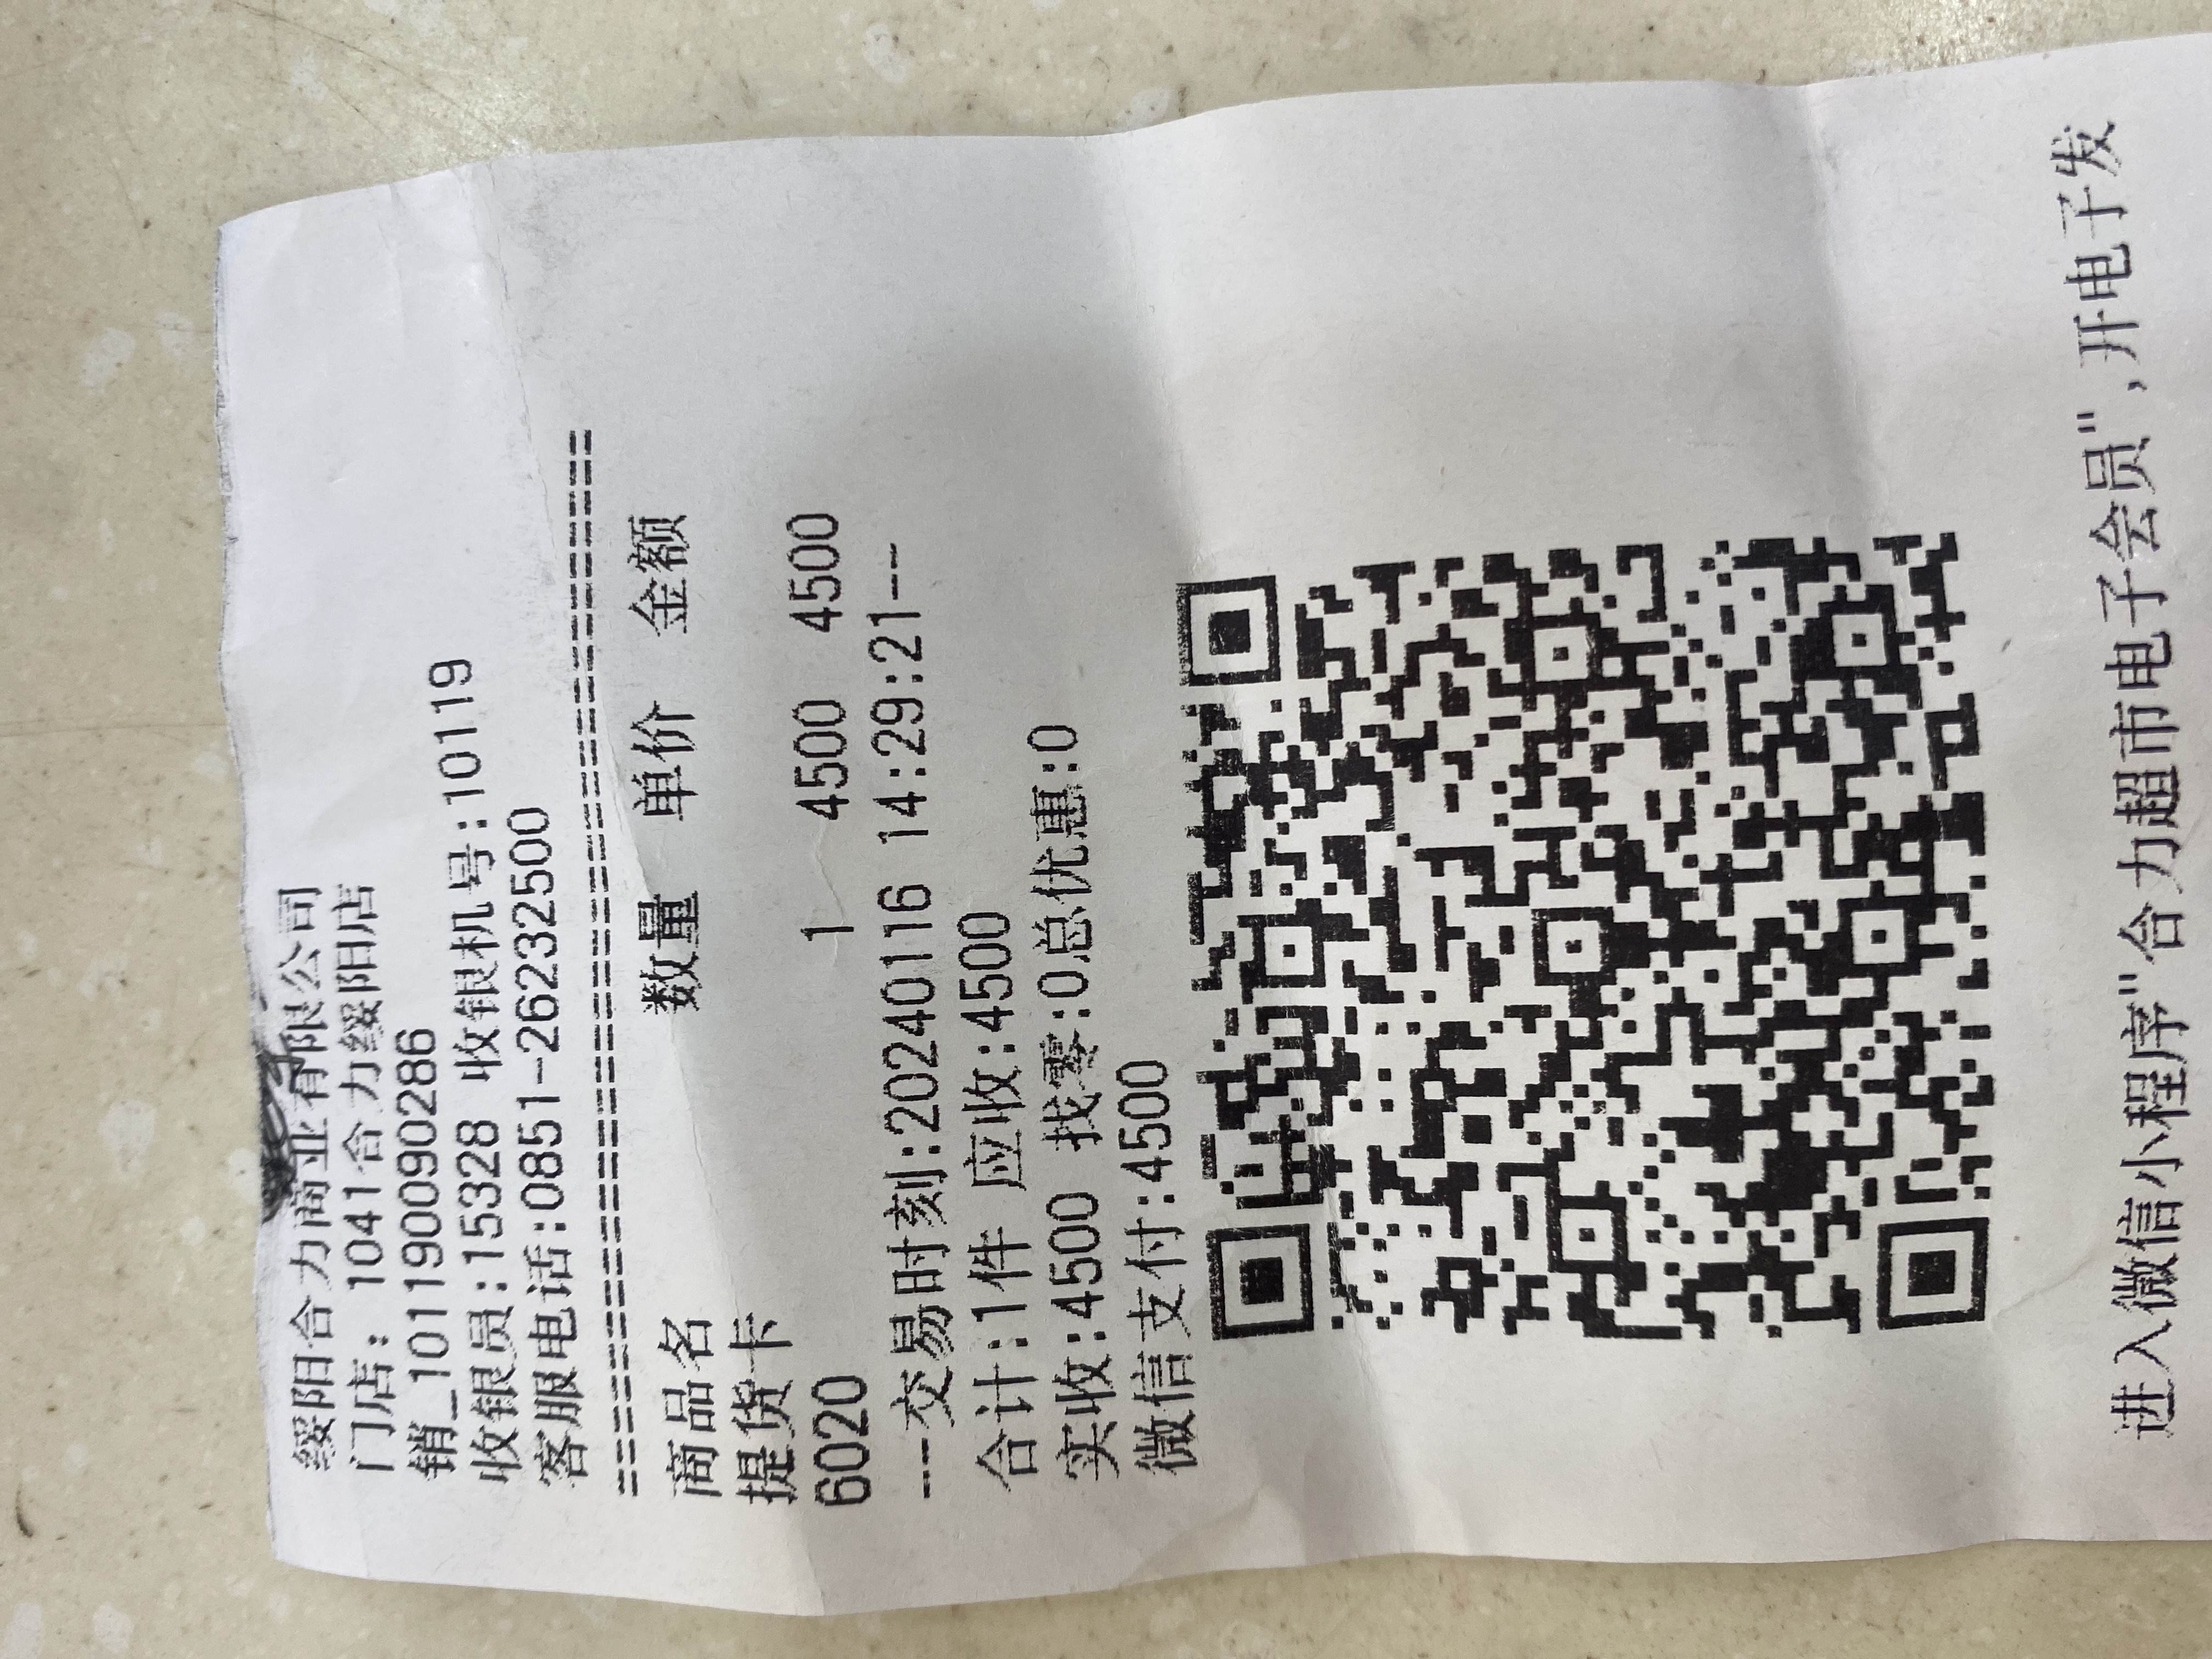 绥阳合力商业有限公司
门店: 1041合力绥阳店
销_10119009090286
收银员:15328 收银机号:10119
客服电话:0851-26232500
商品名 数量 单价 金额
提货卡
6020 1 4500 4500
---交易时刻:20240116 14:29:21---
合计:1件 应收:4500
实收:4500 找零:0总优惠:0
微信支付:4500
进入微信小程序"合力超市电子会员",开电子发